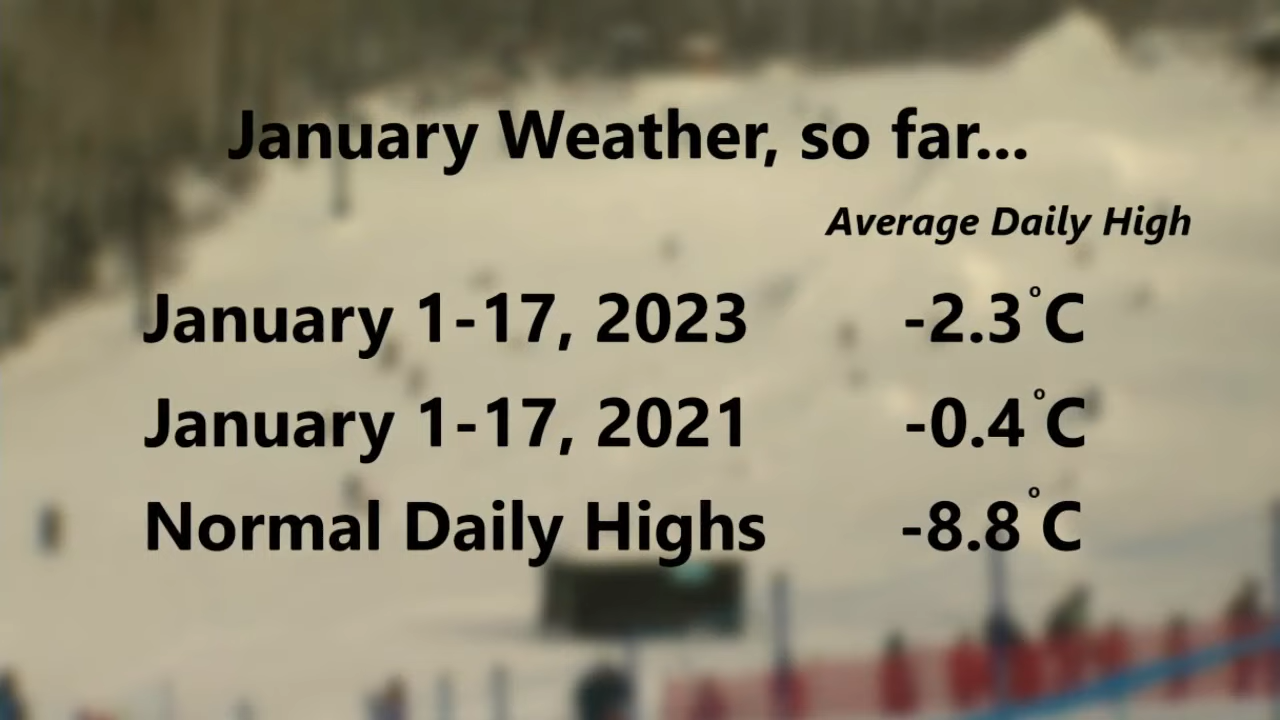 January Weather, so far...
Average Daily High
January 1-17, 2023 -2.3°C
January 1-17, 2021 -0.4°C
Normal Daily Highs -8.8°C